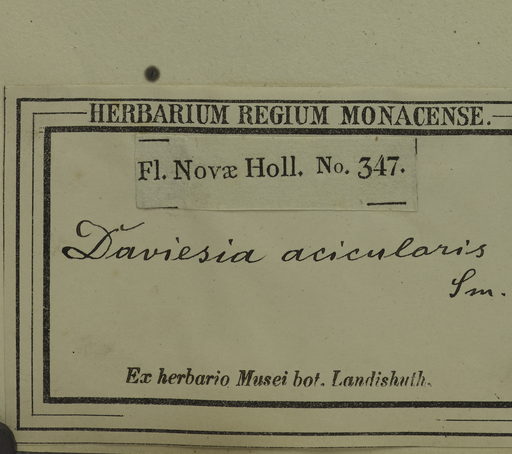 HERBARIUM REGIUM MONACENSE.
Fl. Novæ Holl. No. 347.
Daviesia acicularis
Sm.
Ex herbario Musei bot. Landishuth.